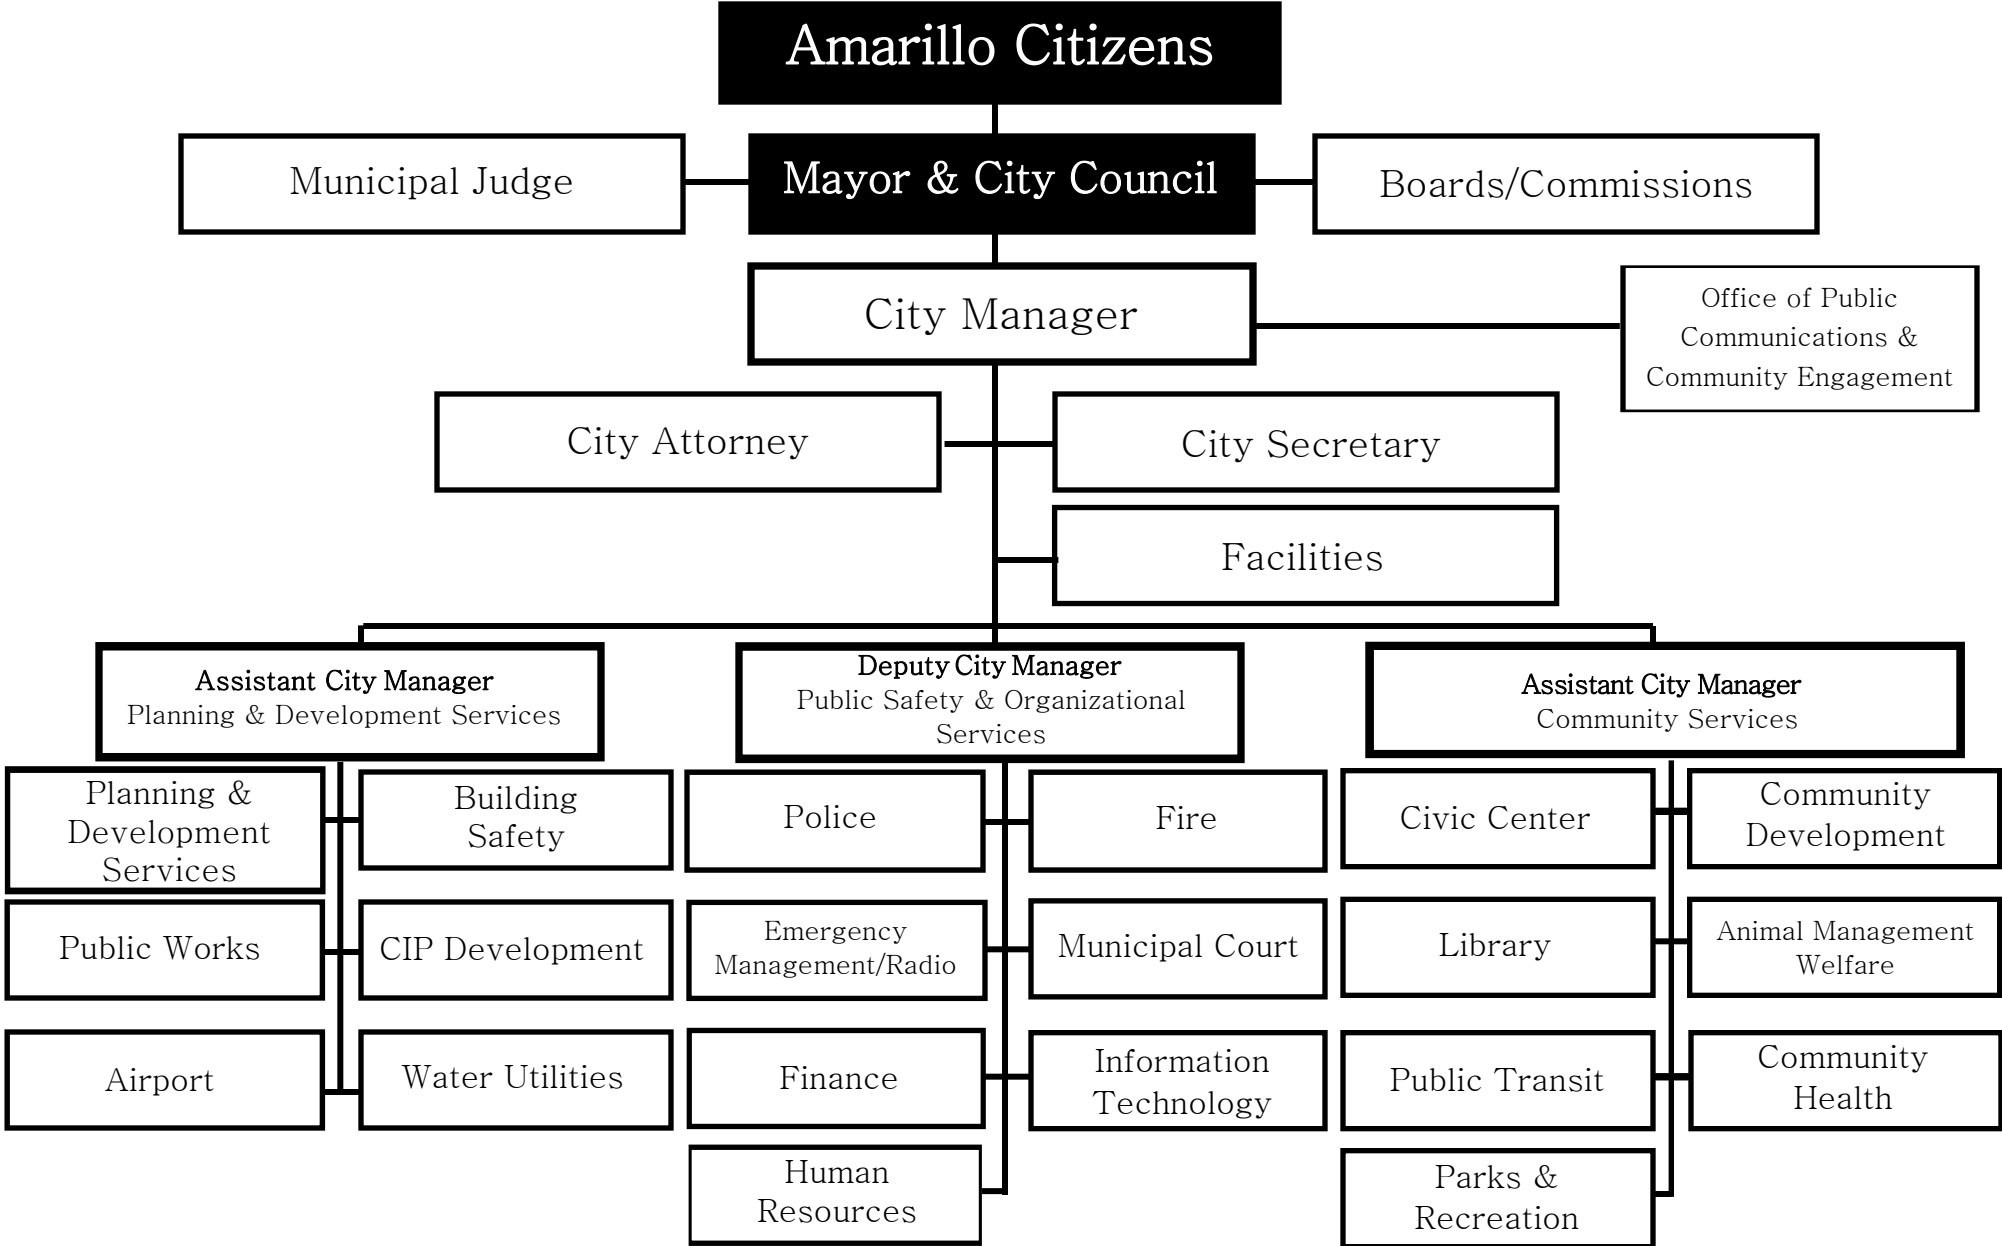 Amarillo Citizens
Municipal Judge
Mayor & City Council
Boards/Commissions
City Manager
Office of Public
Communications &
Community Engagement
City Attorney
City Secretary
Facilities
Assistant City Manager
Planning & Development Services
Deputy City Manager
Public Safety & Organizational
Services
Assistant City Manager
Community Services
Planning &
Development
Services
Building
Safety
Police
Fire
Civic Center
Community
Development
Public Works
CIP Development
Emergency
Management/Radio
Municipal Court
Library
Animal Management
Welfare
Airport
Water Utilities
Finance
Information
Technology
Public Transit
Community
Health
Human
Resources
Parks &
Recreation